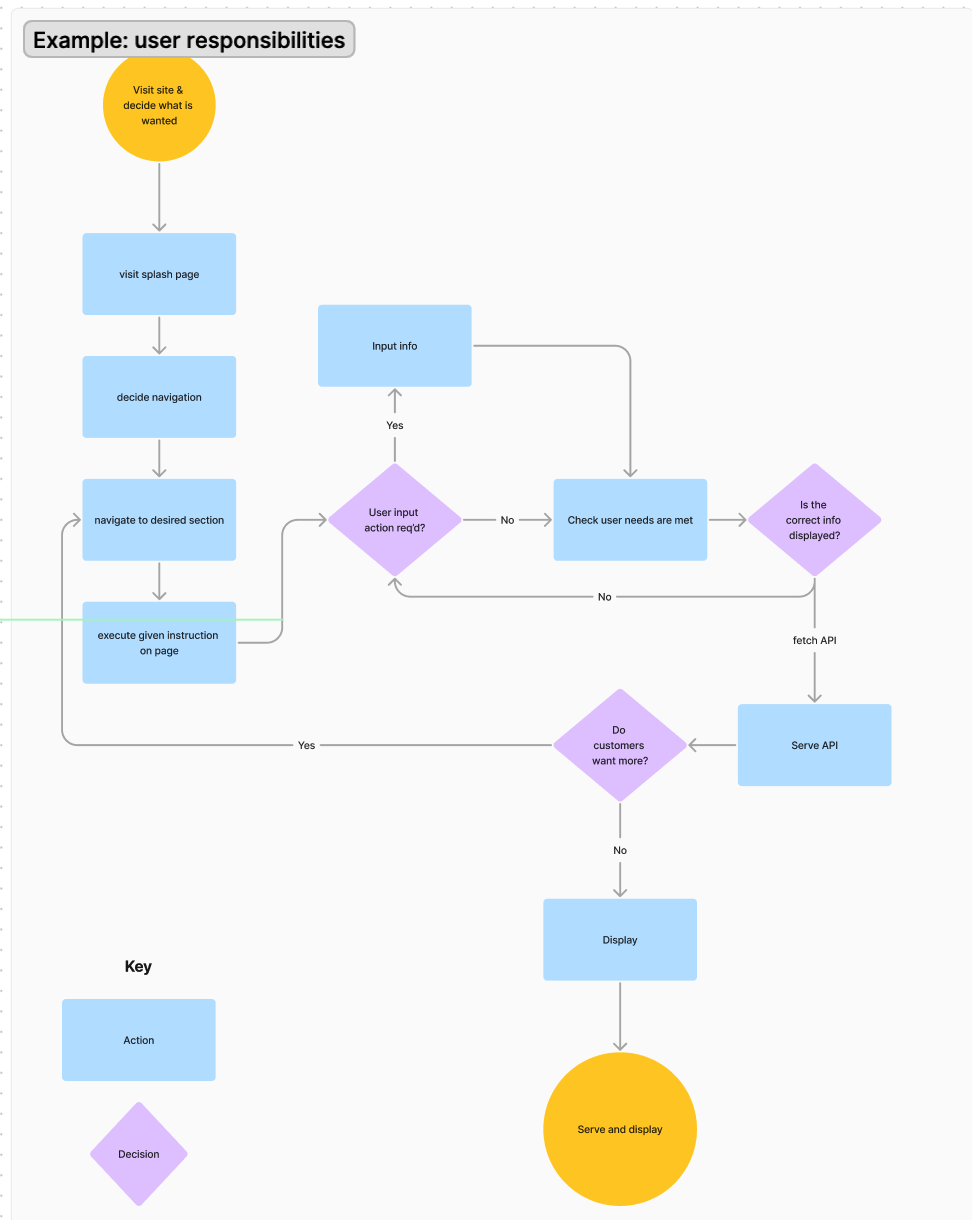 Example: user responsibilities
Visit site &
decide what is
wanted
visit splash page
decide navigation
navigate to desired section
execute given instruction
on page
Input info
Yes
User input
action req'd?
No
Check user needs are met
Is the
correct info
displayed?
No
fetch API
Serve API
Do
customers
want more?
Yes
No
Display
Serve and display
Key
Action
Decision